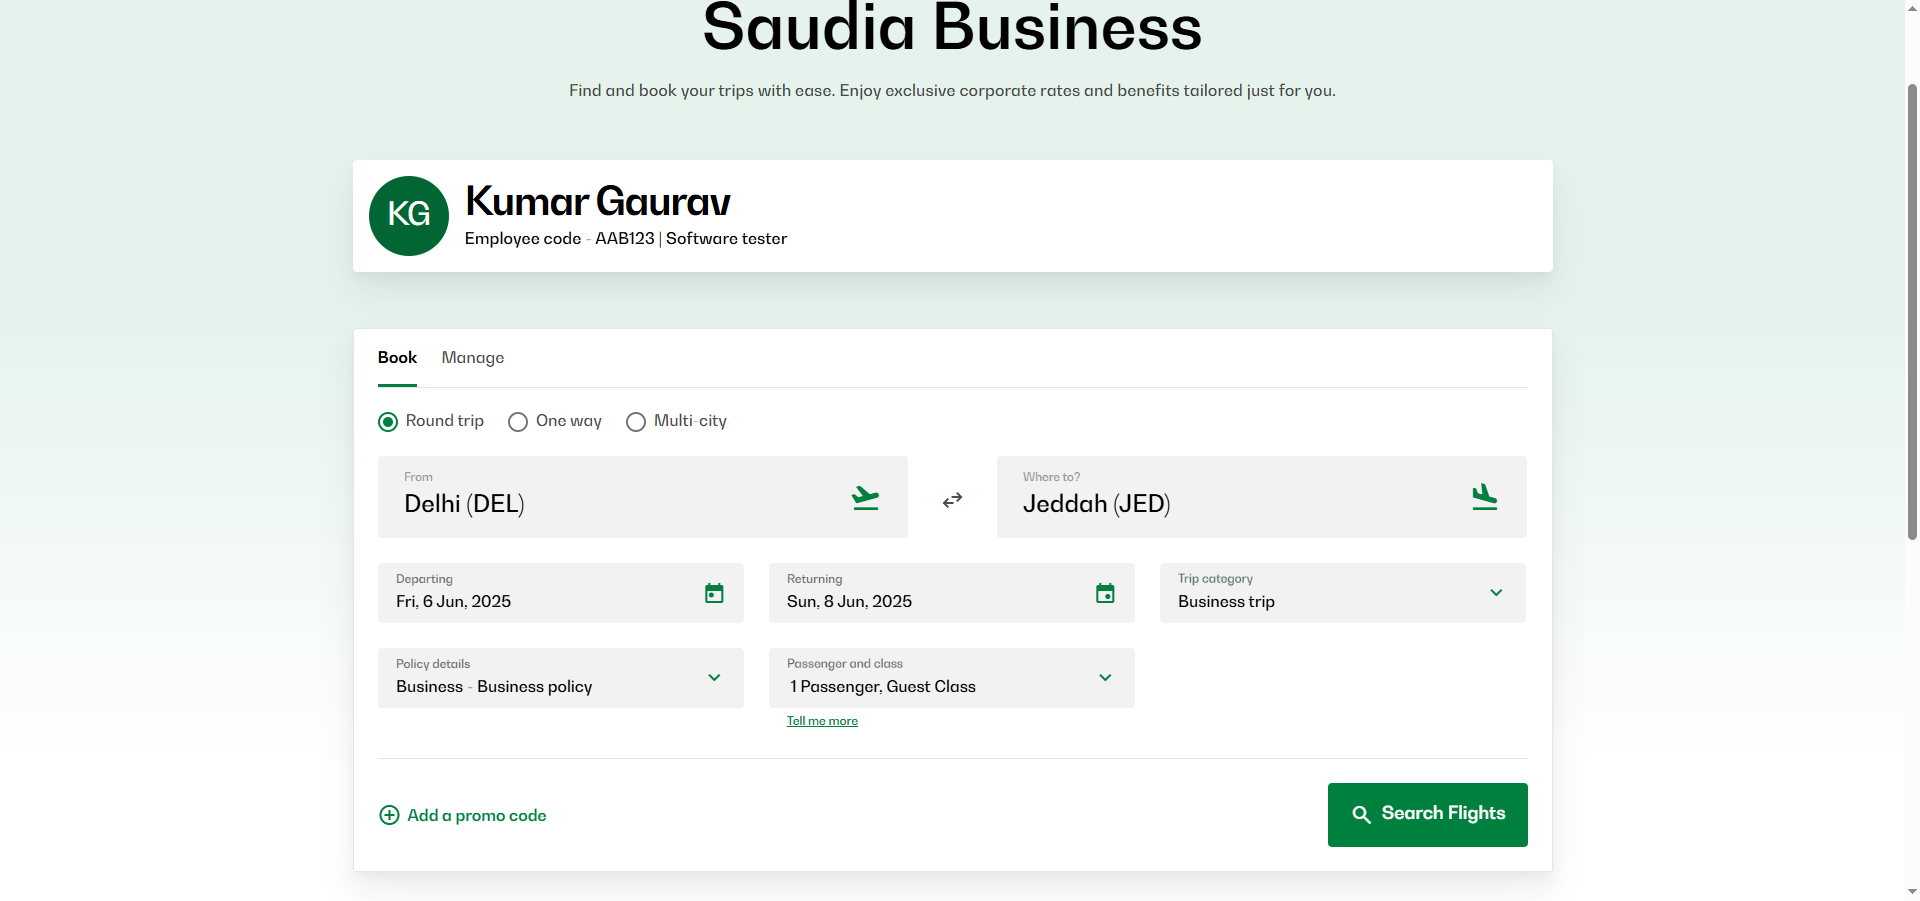 Saudia Business
Find and book your trips with ease. Enjoy exclusive corporate rates and benefits tailored just for you.
KG
Kumar Gaurav
Employee code - AAB123 | Software tester
Book Manage
Round trip One way Multi-city
From
Delhi (DEL)
Where to?
Jeddah (JED)
Departing
Fri, 6 Jun, 2025
Returning
Sun, 8 Jun, 2025
Trip category
Business trip
Policy details
Business - Business policy
Passenger and class
1 Passenger, Guest Class
Tell me more
Add a promo code
Search Flights